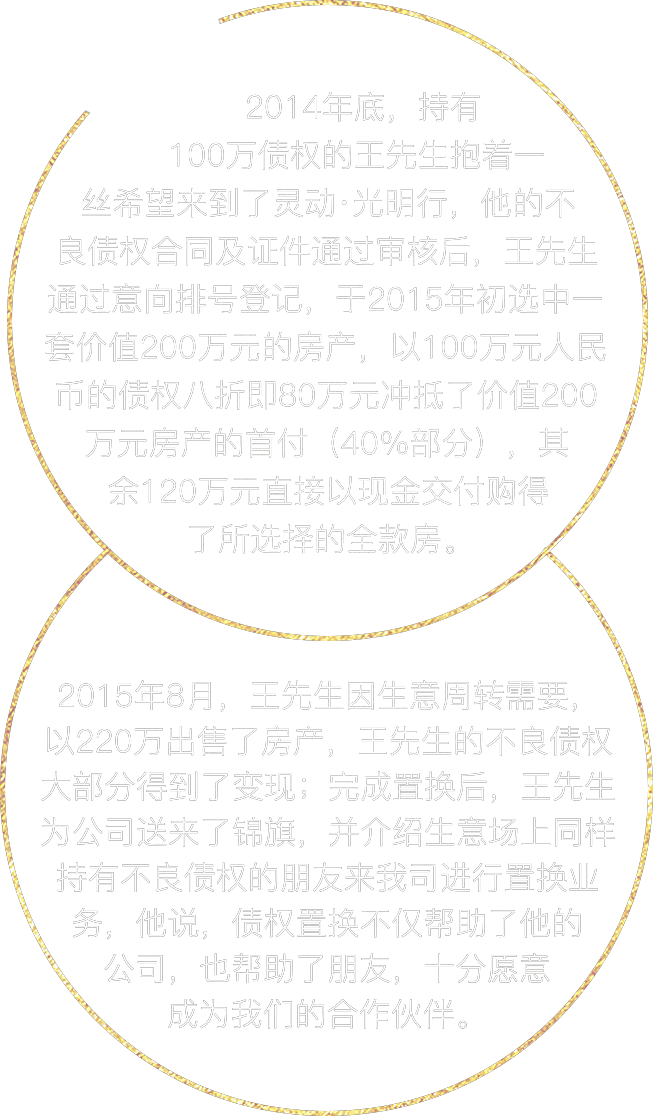 2014年底，持有
100万债权的王先生抱着一
丝希望来到了灵动·光明行，他的不
良债权合同及证件通过审核后，王先生
通过意向排号登记，于2015年初选中一
套价值200万元的房产，以100万元人民
币的债权八折即80万元冲抵了价值200
万元房产的首付（40%部分），其
余120万元直接以现金交付购得
了所选择的全款房。
2015年8月，王先生因生意周转需要，
以220万出售了房产，王先生的不良债权
大部分得到了变现；完成置换后，王先生
为公司送来了锦旗，并介绍生意场上同样
持有不良债权的朋友来我司进行置换业
务，他说，债权置换不仅帮助了他的
公司，也帮助了朋友，十分愿意
成为我们的合作伙伴。